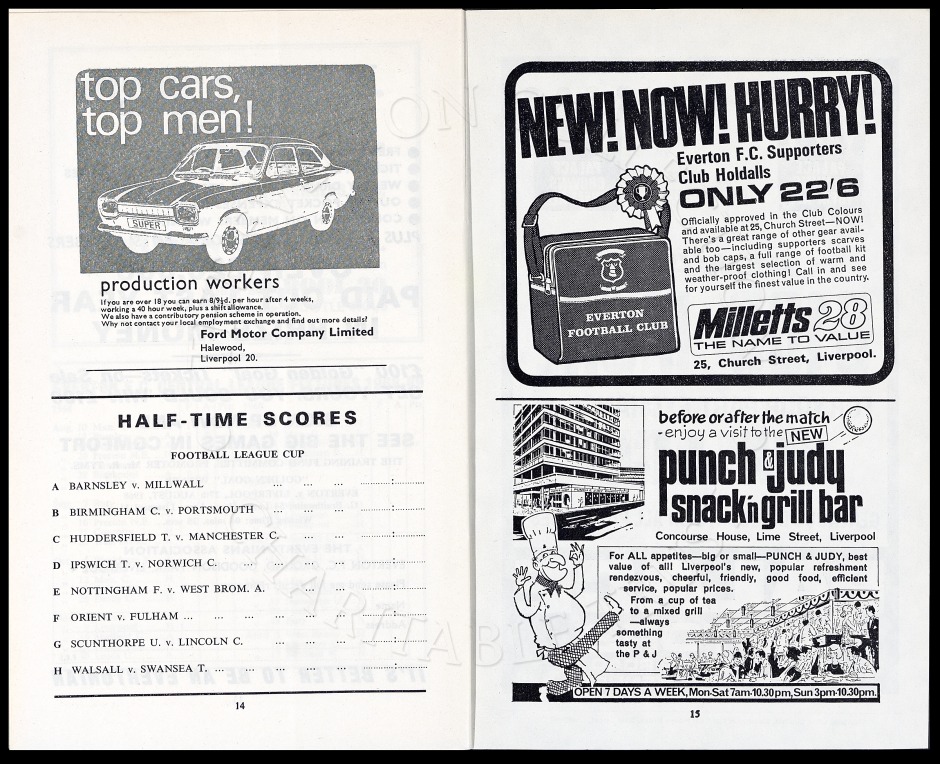 top cars,
top men!
SUPER
production workers
If you are over 18 you can earn 8/9½d. per hour after 4 weeks,
working a 40 hour week, plus a shift allowance.
We also have a contributory pension scheme in operation.
Why not contact your local employment exchange and find out more details?
Ford Motor Company Limited
Halewood,
Liverpool 20.
HALF-TIME SCORES
FOOTBALL LEAGUE CUP
A BARNSLEY v. MILLWALL ... ... ... ... :
B BIRMINGHAM C. v. PORTSMOUTH ... ... ... :
C HUDDERSFIELD T. v. MANCHESTER C. ... ... :
D IPSWICH T. v. NORWICH C. ... ... ... ... :
E NOTTINGHAM F. v. WEST BROM. A. ... ... :
F ORIENT v. FULHAM ... ... ... ... ... :
G SCUNTHORPE U. v. LINCOLN C. ... ... ... :
H WALSALL v. SWANSEA T. ... ... ... ... :
14
NEW! NOW! HURRY!
Everton F.C. Supporters
Club Holdalls
ONLY 22'6
Officially approved in the Club Colours
and available at 25, Church Street—NOW!
There's a great range of other gear avail-
able too—including supporters scarves
and bob caps, a full range of football kit
and the largest selection of warm and
weather-proof clothing! Call in and see
for yourself the finest value in the country.
EVERTON
FOOTBALL CLUB
Milletts 28
THE NAME TO VALUE
25, Church Street, Liverpool.
before or after the match
- enjoy a visit to the NEW
punch & judy
snack'n grill bar
Concourse House, Lime Street, Liverpool
For ALL appetites—big or small—PUNCH & JUDY, best
value of all! Liverpool's new, popular refreshment
rendezvous, cheerful, friendly, good food, efficient
service, popular prices.
From a cup of tea
to a mixed grill
—always
something
tasty at
the P & J
OPEN 7 DAYS A WEEK, Mon-Sat 7am-10.30pm, Sun 3pm-10.30pm.
15